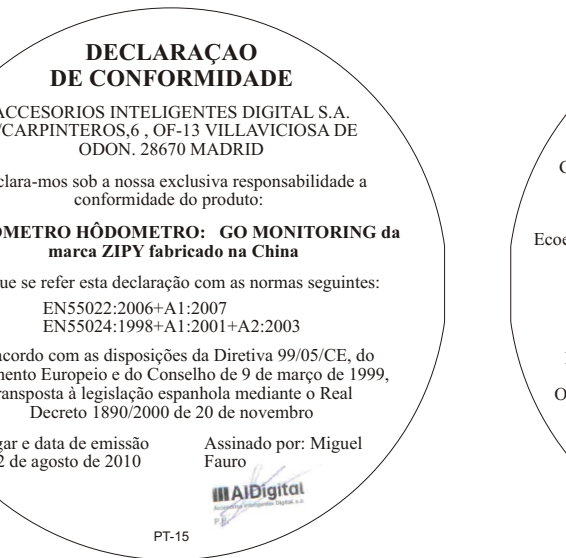 DECLARAÇAO
DE CONFORMIDADE
ACCESORIOS INTELIGENTES DIGITAL S.A.
/CARPINTEROS,6 , OF-13 VILLAVICIOSA DE
ODON. 28670 MADRID
clara-mos sob a nossa exclusiva responsabilidade a
conformidade do produto:
OMETRO HÔDOMETRO: GO MONITORING da
marca ZIPY fabricado na China
ue se refer esta declaração com as normas seguintes:
EN55022:2006+A1:2007
EN55024:1998+A1:2001+A2:2003
acordo com as disposições da Diretiva 99/05/CE, do
mento Europeio e do Conselho de 9 de março de 1999,
ransposta à legislação espanhola mediante o Real
Decreto 1890/2000 de 20 de novembro
gar e data de emissão
2 de agosto de 2010
Assinado por: Miguel
Fauro
AIDigital
Accesorios Inteligentes Digital s.a.
PT-15
Ecoe
O